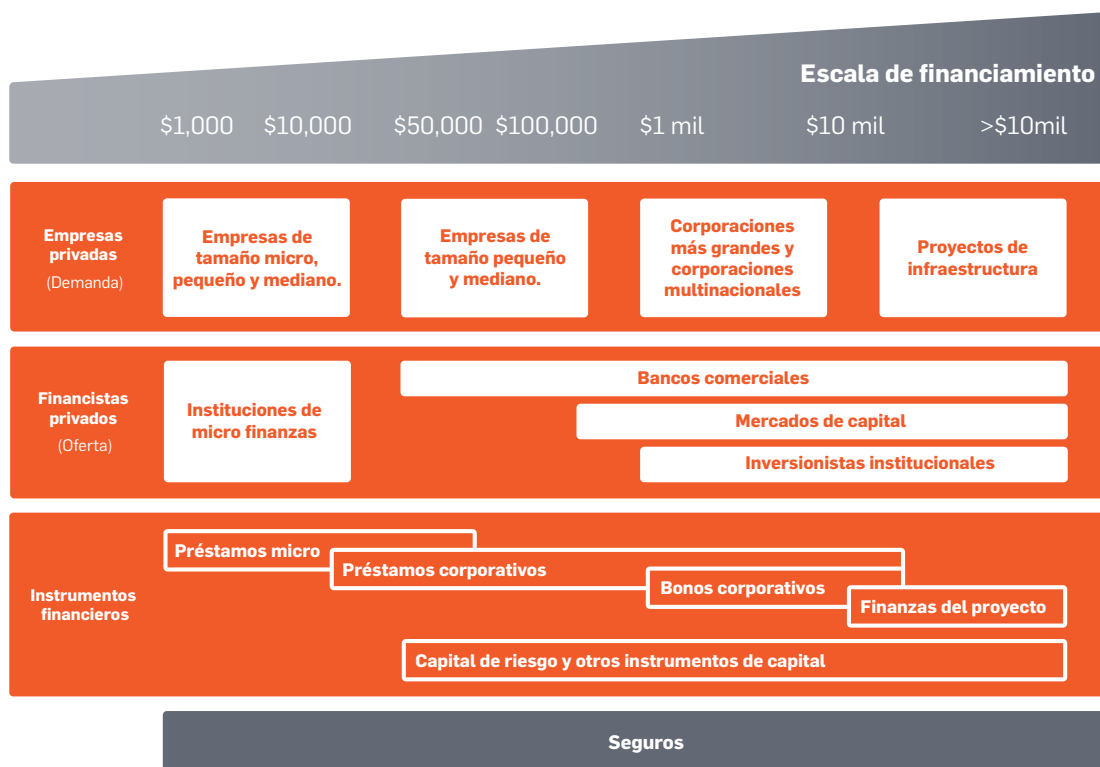 Escala de financiamiento
$1,000 $10,000 $50,000 $100,000 $1 mil $10 mil >$10mil
Empresas
privadas
(Demanda)
Empresas de
tamaño micro,
pequeño y mediano.
Empresas de
tamaño pequeño
y mediano.
Corporaciones
más grandes y
corporaciones
multinacionales
Proyectos de
infraestructura
Financistas
privados
(Oferta)
Instituciones de
micro finanzas
Bancos comerciales
Mercados de capital
Inversionistas institucionales
Instrumentos
financieros
Préstamos micro
Préstamos corporativos
Bonos corporativos
Finanzas del proyecto
Capital de riesgo y otros instrumentos de capital
Seguros